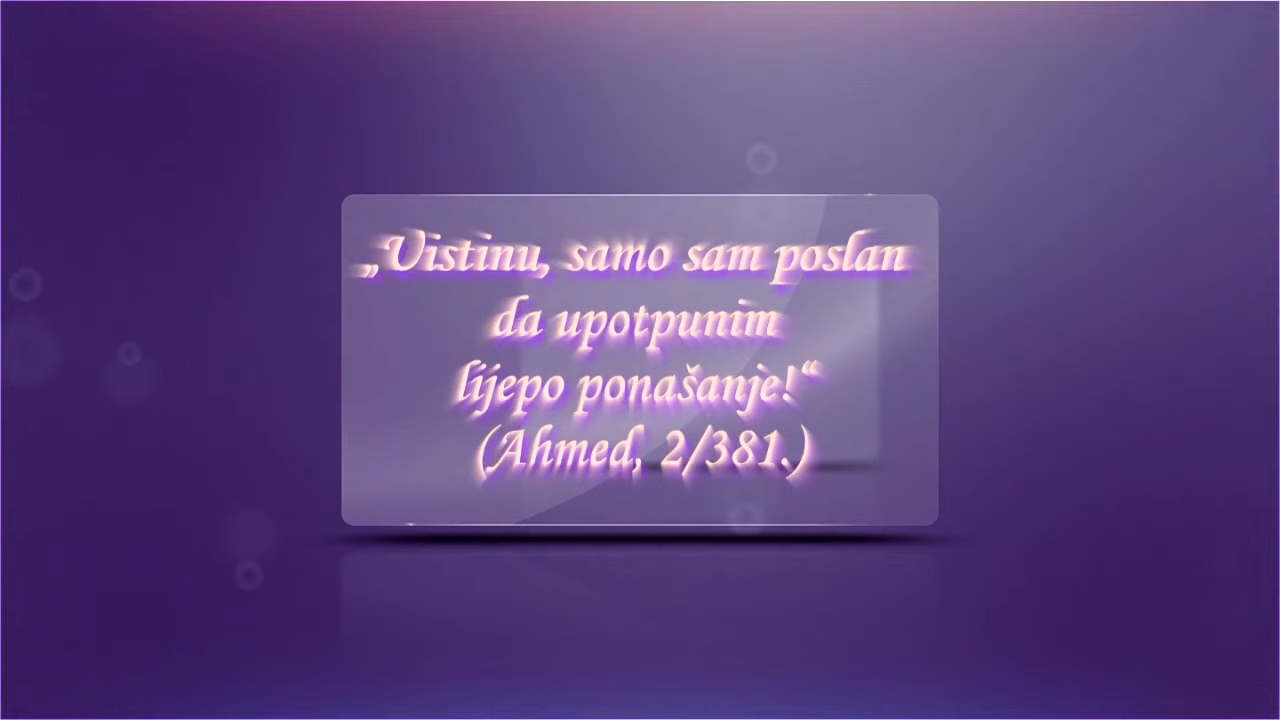 „Uistinu, samo sam poslan
da upotpunim
lijepo ponašanje!“
(Ahmed, 2/381.)